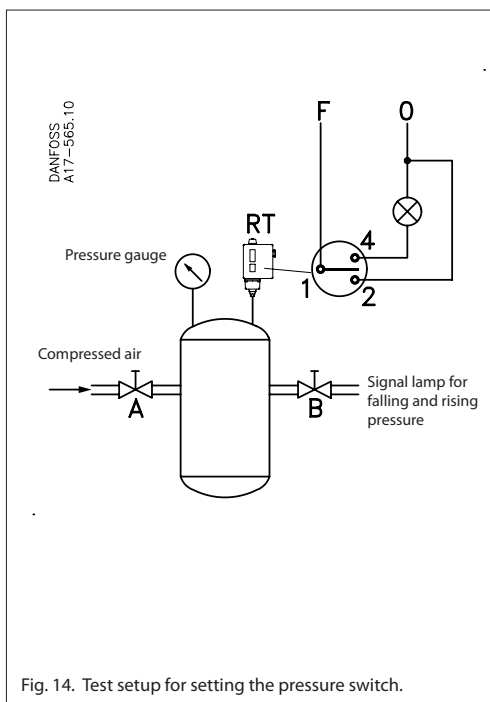 DANFOSS
A17-565.10
F
0
RT
4
1
2
Pressure gauge
Compressed air
A
B
Signal lamp for
falling and rising
pressure
Fig. 14. Test setup for setting the pressure switch.